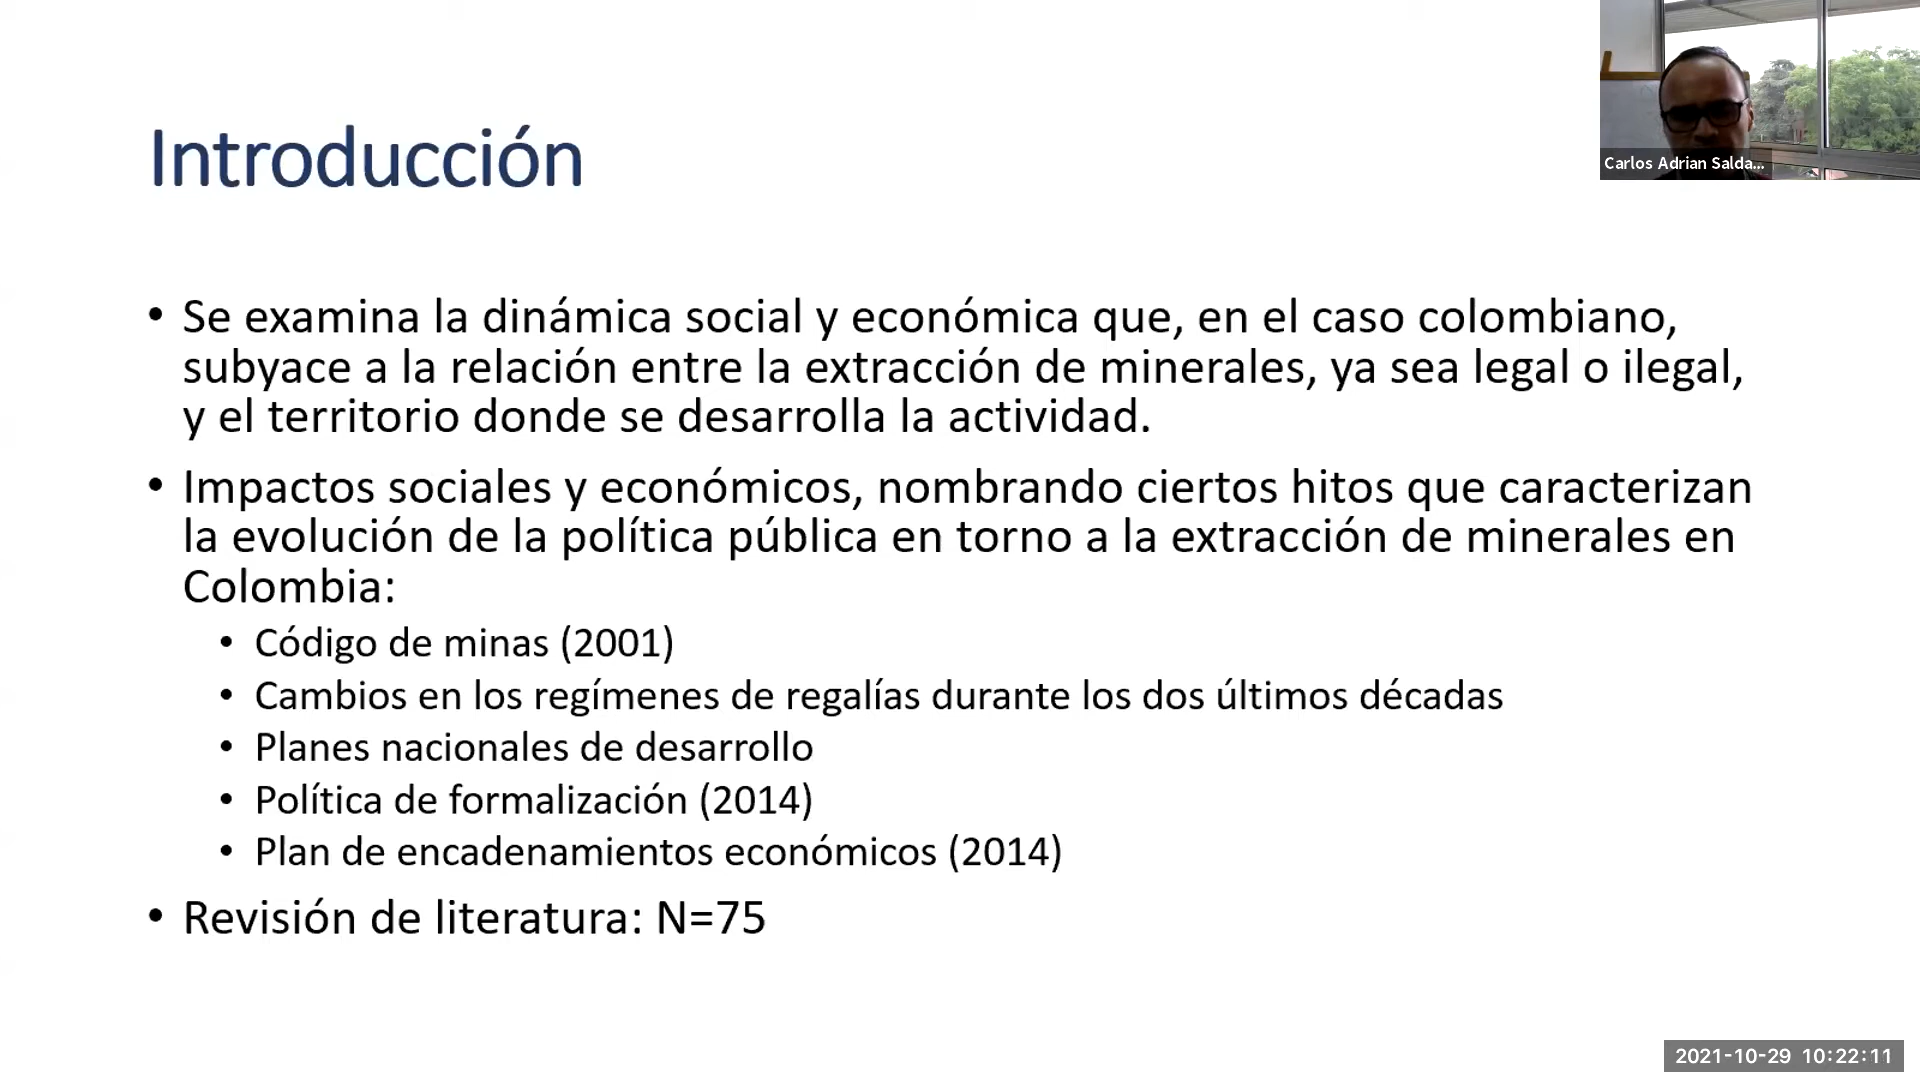 Carlos Adrian Salda...
Introducción
• Se examina la dinámica social y económica que, en el caso colombiano,
subyace a la relación entre la extracción de minerales, ya sea legal o ilegal,
y el territorio donde se desarrolla la actividad.
• Impactos sociales y económicos, nombrando ciertos hitos que caracterizan
la evolución de la política pública en torno a la extracción de minerales en
Colombia:
• Código de minas (2001)
• Cambios en los regímenes de regalías durante los dos últimos décadas
• Planes nacionales de desarrollo
• Política de formalización (2014)
• Plan de encadenamientos económicos (2014)
• Revisión de literatura: N=75
2021-10-29 10:22:11